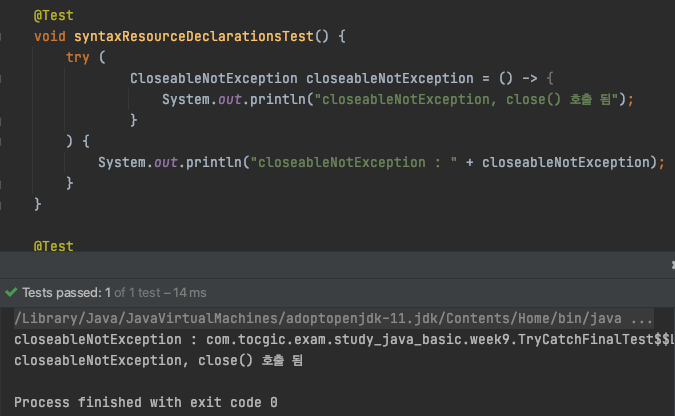 @Test
void syntaxResourceDeclarationsTest() {
try (
CloseableNotException closeableNotException = () -> {
System.out.println("closeableNotException, close() 호출 됨");
}
) {
System.out.println("closeableNotException : " + closeableNotException);
}
}
@Test
Tests passed: 1 of 1 test – 14 ms
/Library/Java/JavaVirtualMachines/adoptopenjdk-11.jdk/Contents/Home/bin/java ...
closeableNotException : com.tocgic.exam.study_java_basic.week9.TryCatchFinalTest$$L
closeableNotException, close() 호출 됨
Process finished with exit code 0